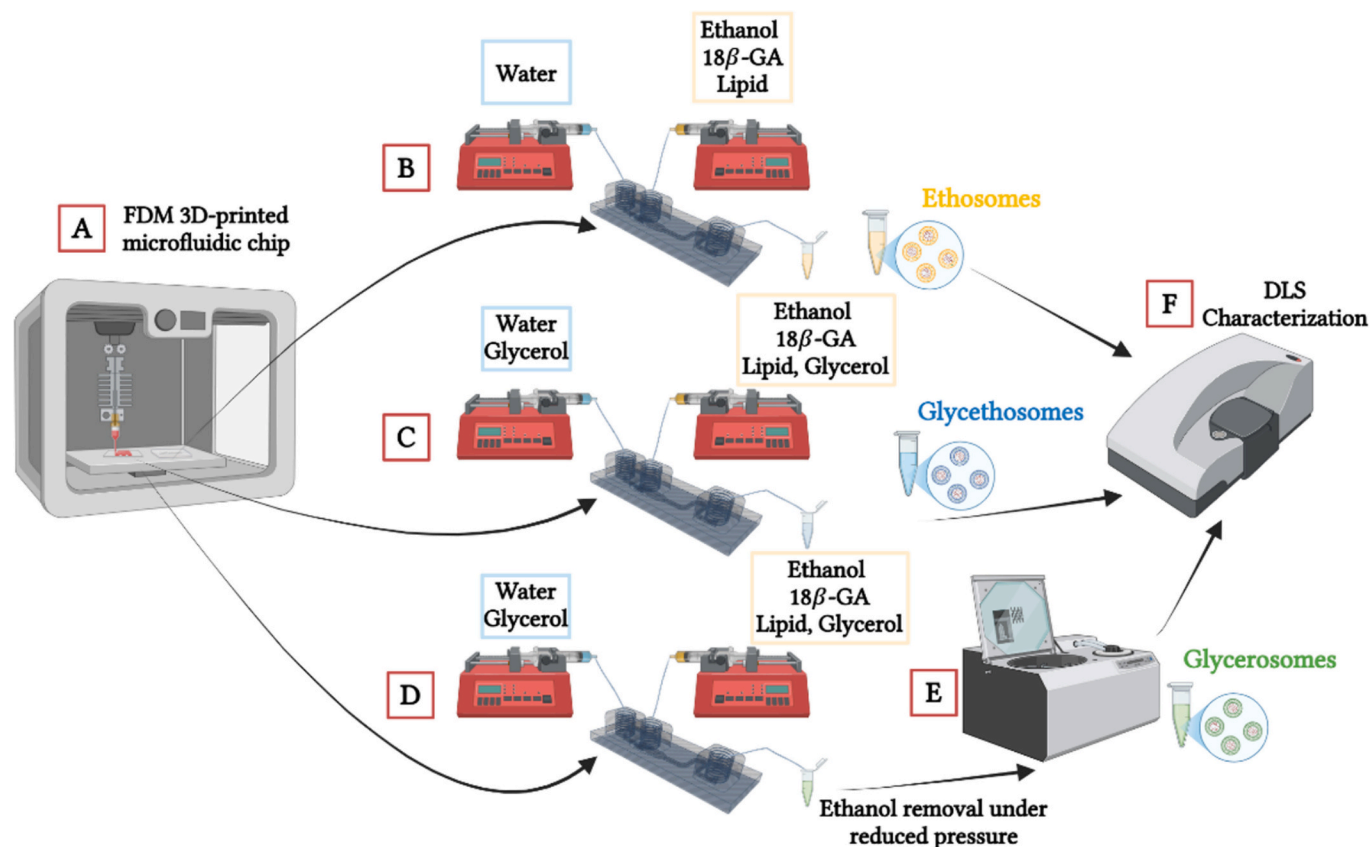 A
FDM 3D-printed
microfluidic chip
B
Water
Ethanol
18β-GA
Lipid
Ethosomes
C
Water
Glycerol
Ethanol
18β-GA
Lipid, Glycerol
Glycethosomes
D
Water
Glycerol
Ethanol
18β-GA
Lipid, Glycerol
Ethanol removal under
reduced pressure
E
Glycerosomes
F
DLS
Characterization